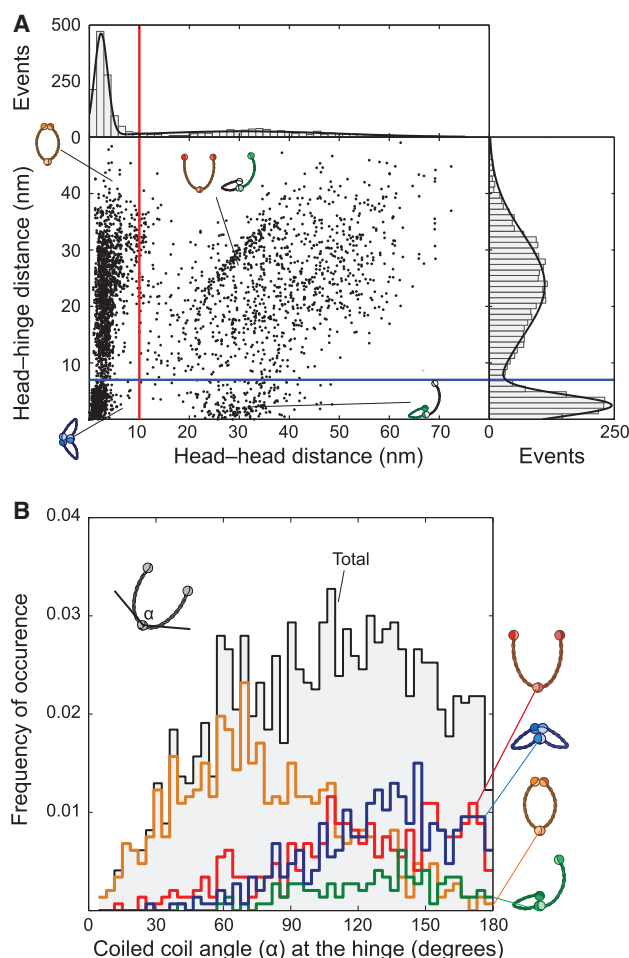 A
500
250
0
Events
Head–hinge distance (nm)
40
30
20
10
10 20 30 40 50 60 70
Head–head distance (nm)
0 250
Events
B
0.04
0.03
0.02
0.01
Frequency of occurence
Total
α
0 30 60 90 120 150 180
Coiled coil angle (α) at the hinge (degrees)